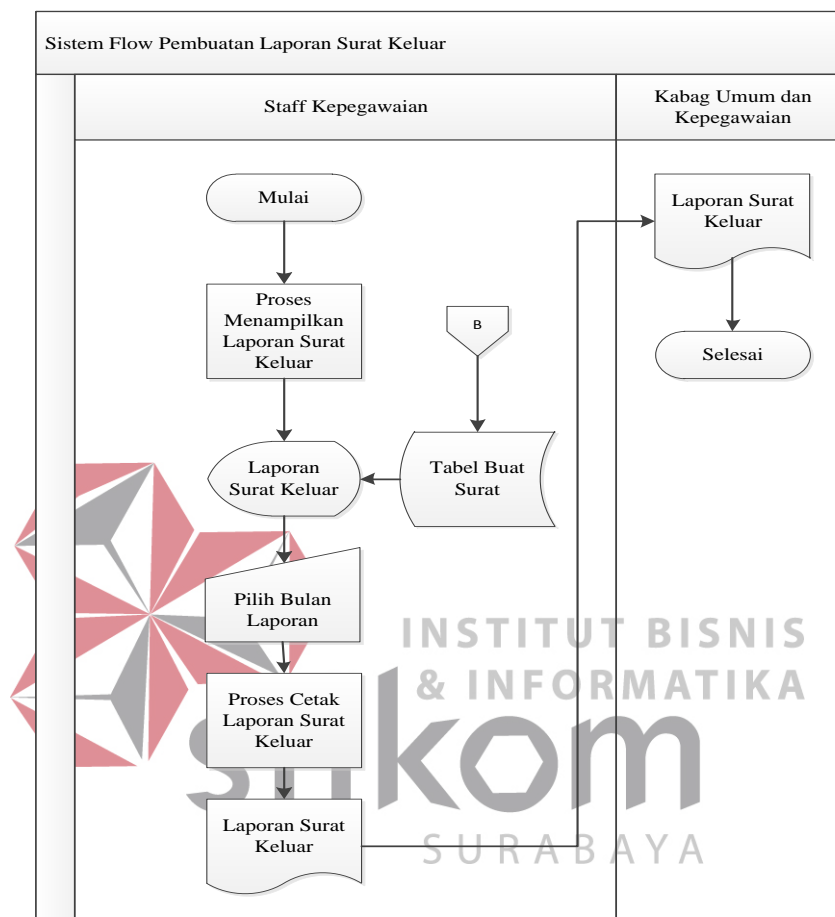 Sistem Flow Pembuatan Laporan Surat Keluar
Staff Kepegawaian
Kabag Umum dan
Kepegawaian
Mulai
Proses
Menampilkan
Laporan Surat
Keluar
B
Laporan
Surat Keluar
Tabel Buat
Surat
Pilih Bulan
Laporan
Proses Cetak
Laporan Surat
Keluar
Laporan Surat
Keluar
Laporan Surat
Keluar
Selesai
INSTITUT BISNIS
& INFORMATIKA
stikom
SURABAYA